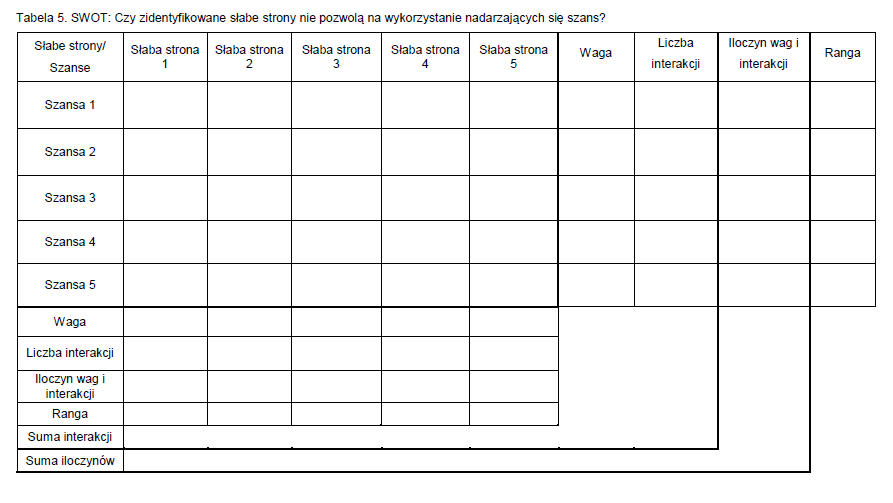 Tabela 5. SWOT: Czy zidentyfikowane słabe strony nie pozwolą na wykorzystanie nadarzających się szans?
Słabe strony/
Szanse
Słaba strona
1
Słaba strona
2
Słaba strona
3
Słaba strona
4
Słaba strona
5
Waga
Liczba
interakcji
Iloczyn wag i
interakcji
Ranga
Szansa 1
Szansa 2
Szansa 3
Szansa 4
Szansa 5
Waga
Liczba interakcji
Iloczyn wag i
interakcji
Ranga
Suma interakcji
Suma iloczynów